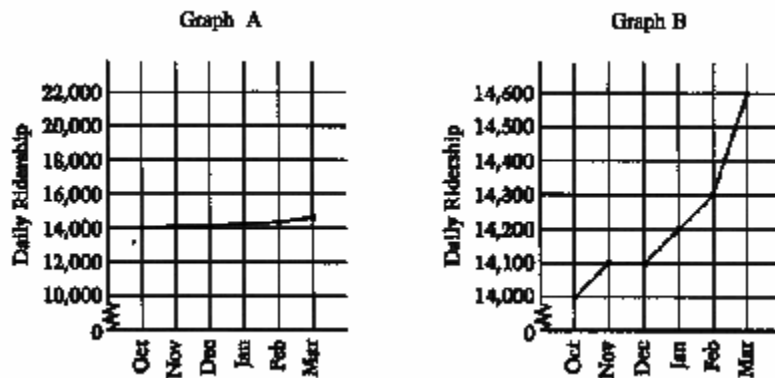 Graph A
Daily Ridership
22,000
20,000
18,000
16,000
14,000
12,000
10,000
0
Oct
Nov
Dec
Jan
Feb
Mar
Graph B
Daily Ridership
14,600
14,500
14,400
14,300
14,200
14,100
14,000
0
Oct
Nov
Dec
Jan
Feb
Mar